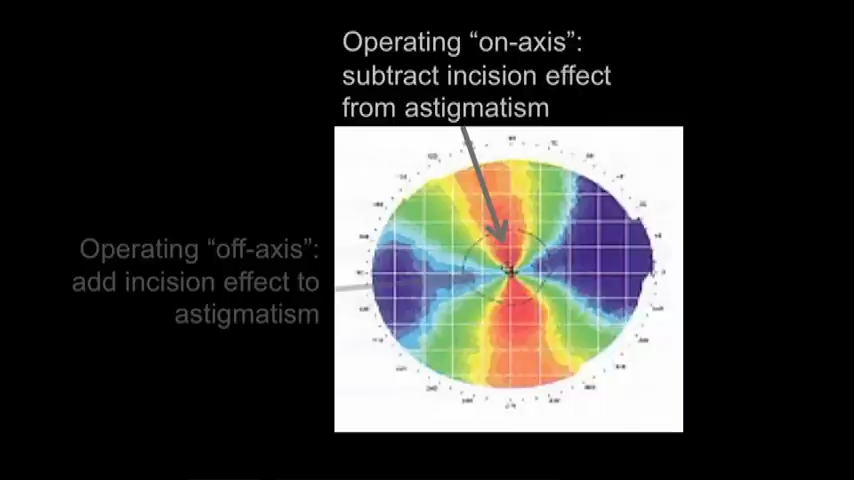 Operating “on-axis”:
subtract incision effect
from astigmatism
Operating “off-axis”:
add incision effect to
astigmatism